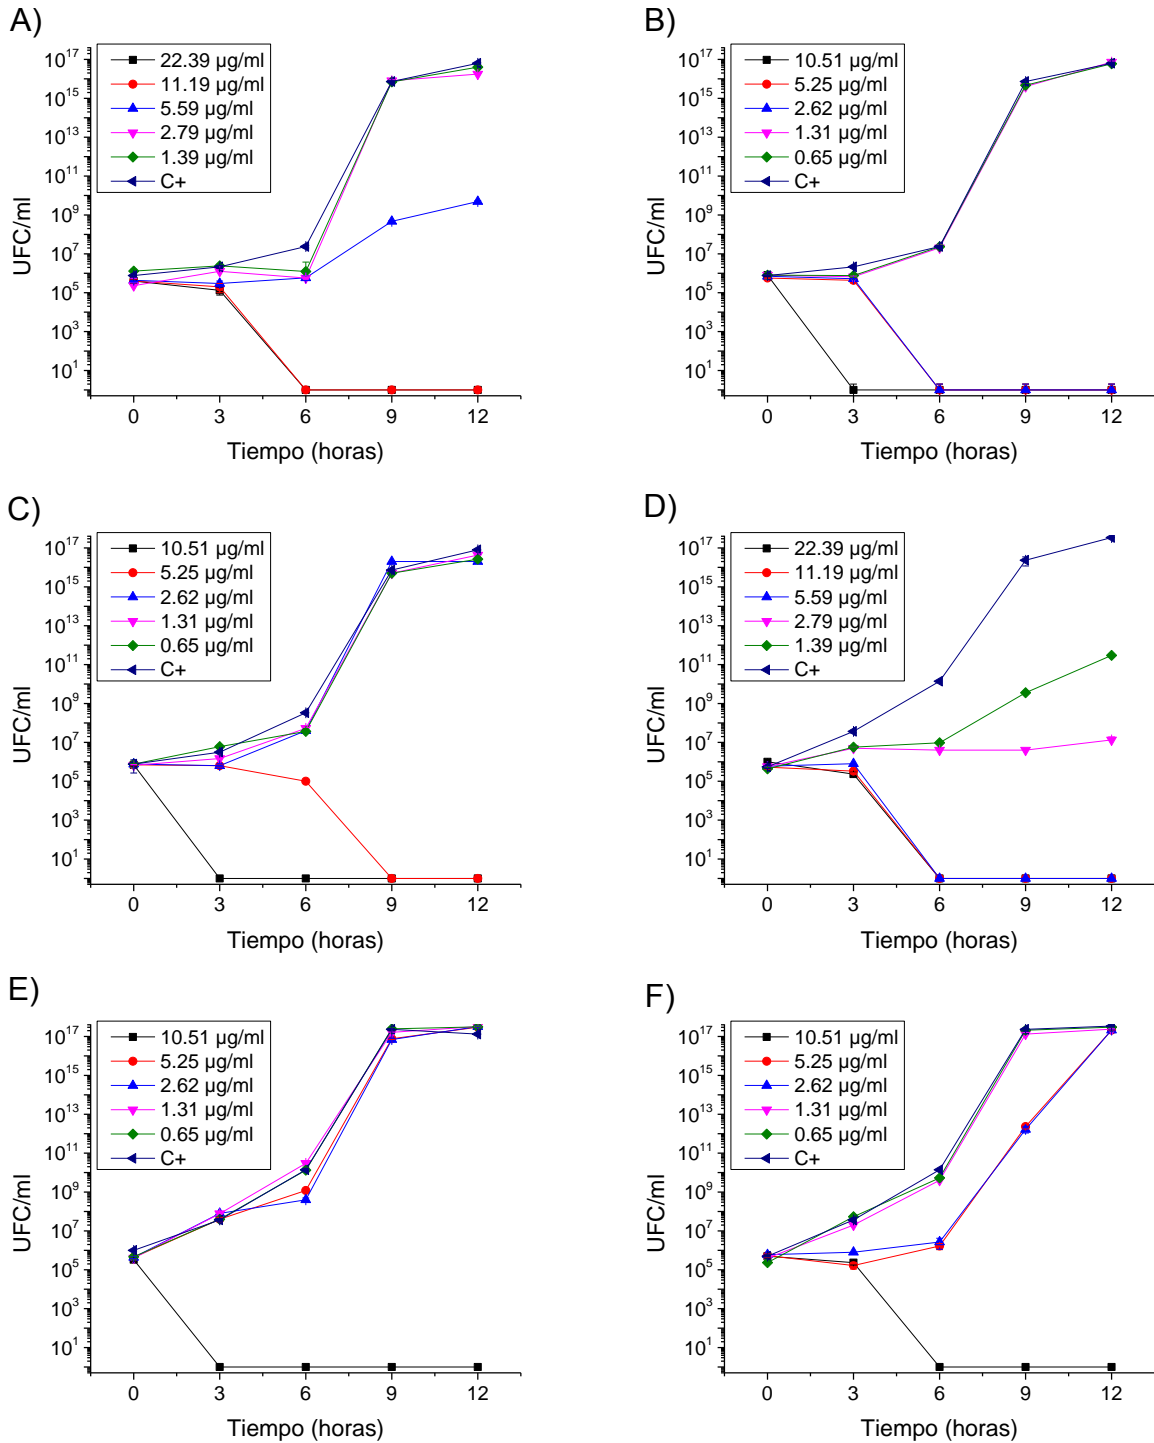 A)
10^17
10^15
10^13
10^11
10^9
10^7
10^5
10^3
10^1
UFC/ml
22.39 µg/ml
11.19 µg/ml
5.59 µg/ml
2.79 µg/ml
1.39 µg/ml
C+
0 3 6 9 12
Tiempo (horas)
B)
10^17
10^15
10^13
10^11
10^9
10^7
10^5
10^3
10^1
UFC/ml
10.51 µg/ml
5.25 µg/ml
2.62 µg/ml
1.31 µg/ml
0.65 µg/ml
C+
0 3 6 9 12
Tiempo (horas)
C)
10^17
10^15
10^13
10^11
10^9
10^7
10^5
10^3
10^1
UFC/ml
10.51 µg/ml
5.25 µg/ml
2.62 µg/ml
1.31 µg/ml
0.65 µg/ml
C+
0 3 6 9 12
Tiempo (horas)
D)
10^17
10^15
10^13
10^11
10^9
10^7
10^5
10^3
10^1
UFC/ml
22.39 µg/ml
11.19 µg/ml
5.59 µg/ml
2.79 µg/ml
1.39 µg/ml
C+
0 3 6 9 12
Tiempo (horas)
E)
10^17
10^15
10^13
10^11
10^9
10^7
10^5
10^3
10^1
UFC/ml
10.51 µg/ml
5.25 µg/ml
2.62 µg/ml
1.31 µg/ml
0.65 µg/ml
C+
0 3 6 9 12
Tiempo (horas)
F)
10^17
10^15
10^13
10^11
10^9
10^7
10^5
10^3
10^1
UFC/ml
10.51 µg/ml
5.25 µg/ml
2.62 µg/ml
1.31 µg/ml
0.65 µg/ml
C+
0 3 6 9 12
Tiempo (horas)